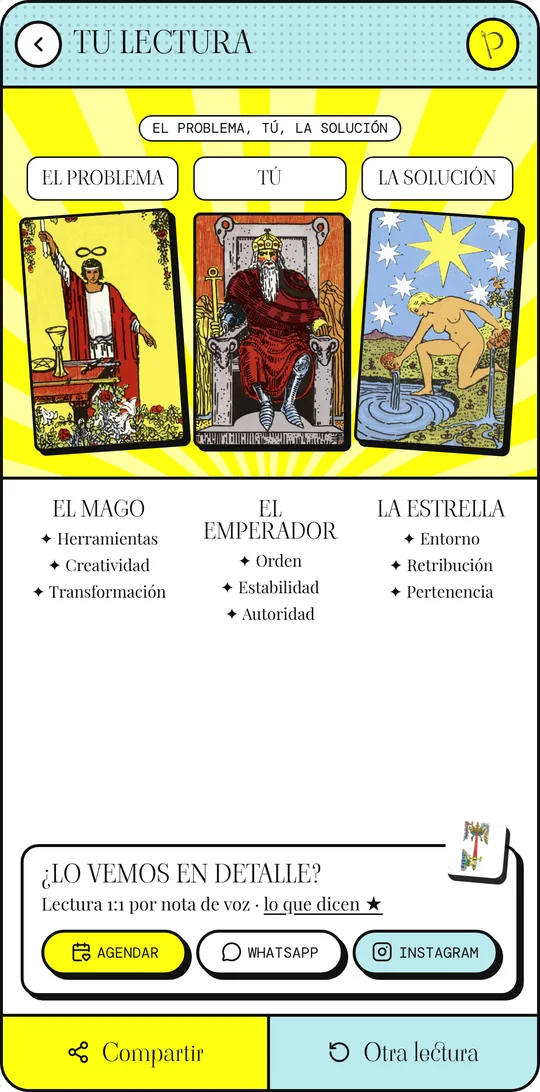 TU LECTURA
EL PROBLEMA, TÚ, LA SOLUCIÓN
EL PROBLEMA
TÚ
LA SOLUCIÓN
EL MAGO
✦ Herramientas
✦ Creatividad
✦ Transformación
EL
EMPERADOR
✦ Orden
✦ Estabilidad
✦ Autoridad
LA ESTRELLA
✦ Entorno
✦ Retribución
✦ Pertenencia
¿LO VEMOS EN DETALLE?
Lectura 1:1 por nota de voz · lo que dicen ★
AGENDAR
WHATSAPP
INSTAGRAM
Compartir
Otra lectura